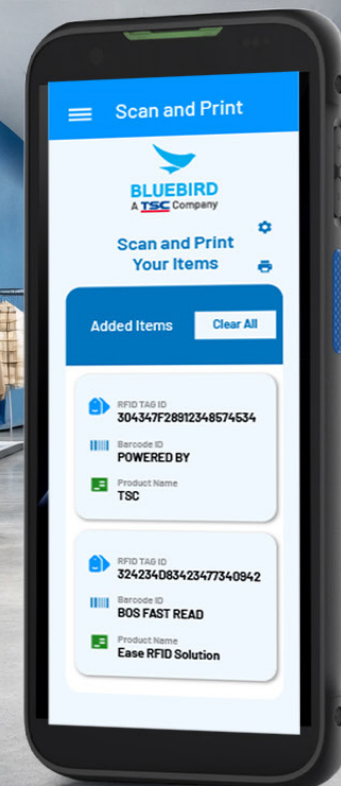 Scan and Print
BLUEBIRD
A TSC Company
Scan and Print
Your Items
Added Items
Clear All
RFID TAG ID
304347F28912348574534
Barcode ID
POWERED BY
Product Name
TSC
RFID TAG ID
324234D83423477340942
Barcode ID
BOS FAST READ
Product Name
Ease RFID Solution